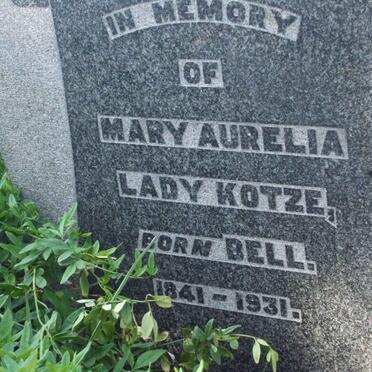 IN MEMORY
OF
MARY AURELIA
LADY KOTZE,
BORN BELL.
1841 - 1931.